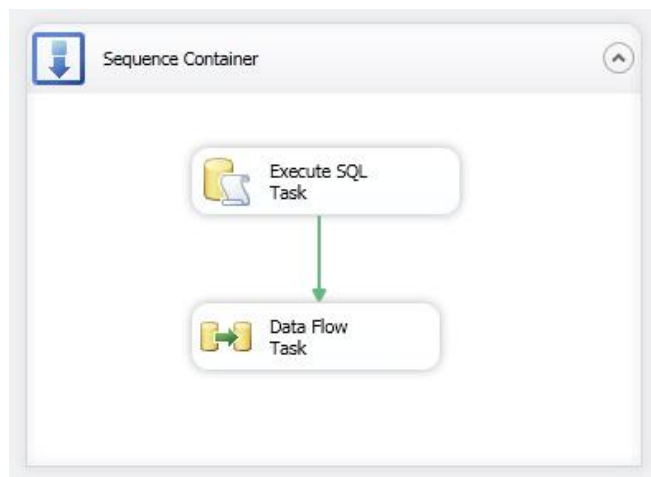 Sequence Container
Execute SQL
Task
Data Flow
Task